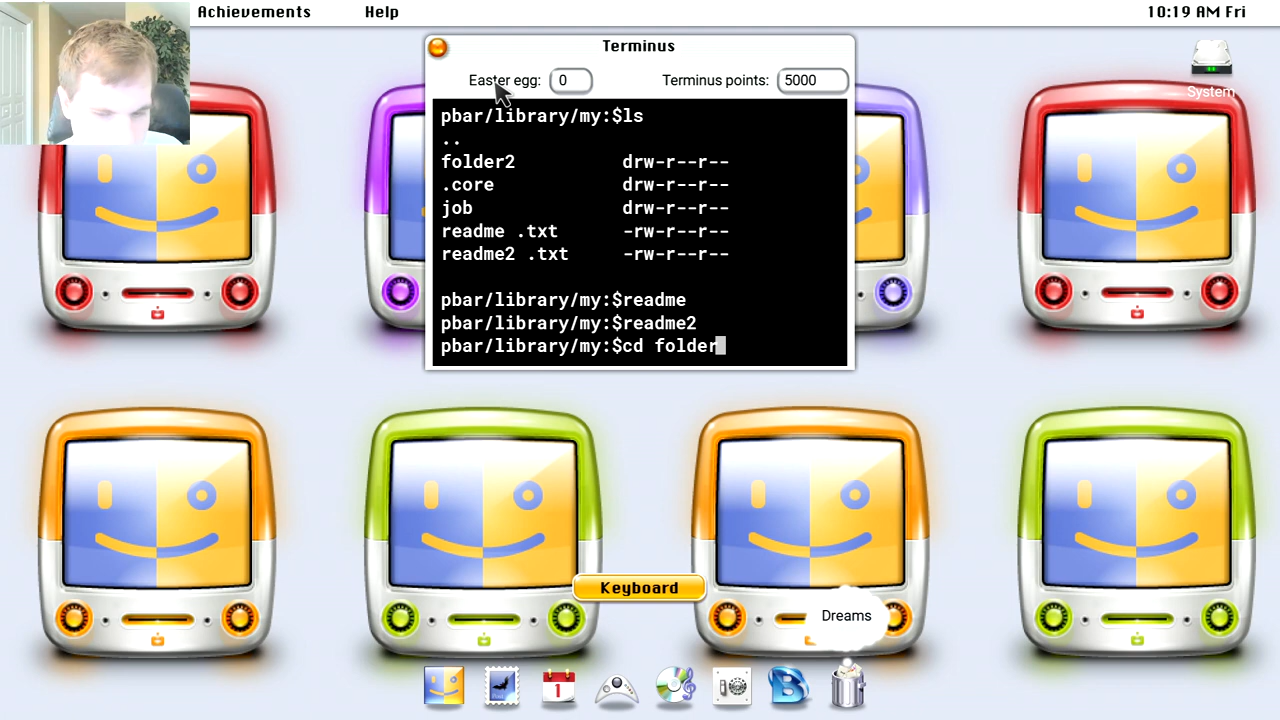 Achievements
Help
10:19 AM Fri
Terminus
Easter egg: 0
Terminus points: 5000
System
pbar/library/my:$ls
..
folder2 drw-r--r--
.core drw-r--r--
job drw-r--r--
readme .txt -rw-r--r--
readme2 .txt -rw-r--r--
pbar/library/my:$readme
pbar/library/my:$readme2
pbar/library/my:$cd folder
Keyboard
Dreams
1